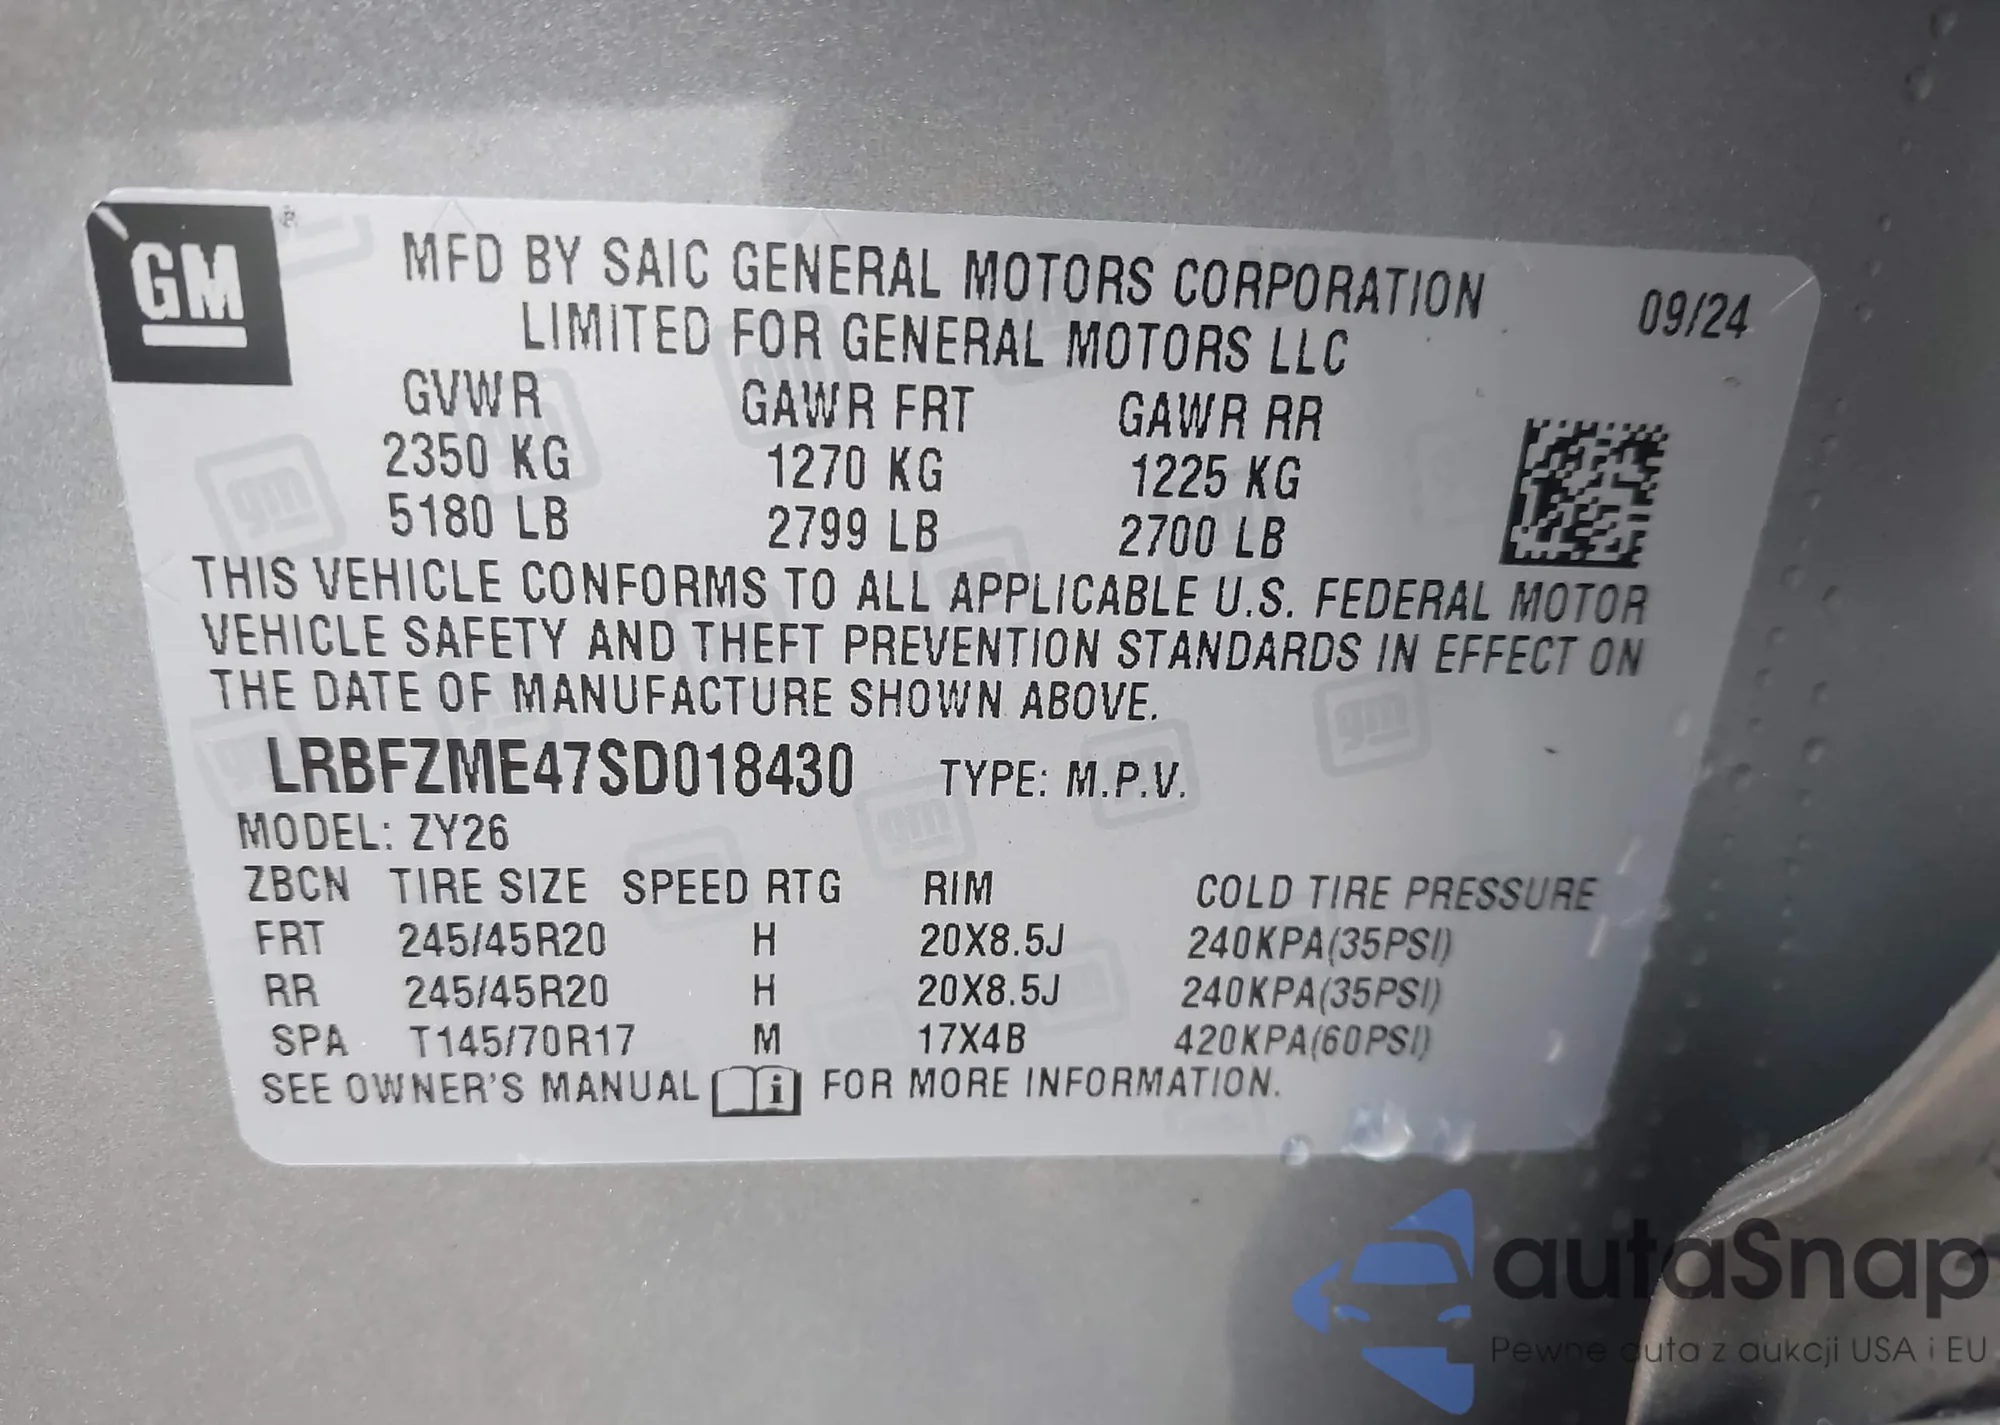 GM ®
MFD BY SAIC GENERAL MOTORS CORPORATION 09/24
LIMITED FOR GENERAL MOTORS LLC
GVWR GAWR FRT GAWR RR
2350 KG 1270 KG 1225 KG
5180 LB 2799 LB 2700 LB
THIS VEHICLE CONFORMS TO ALL APPLICABLE U.S. FEDERAL MOTOR
VEHICLE SAFETY AND THEFT PREVENTION STANDARDS IN EFFECT ON
THE DATE OF MANUFACTURE SHOWN ABOVE.
LRBFZME47SD018430 TYPE: M.P.V.
MODEL: ZY26
ZBCN TIRE SIZE SPEED RTG RIM COLD TIRE PRESSURE
FRT 245/45R20 H 20X8.5J 240KPA(35PSI)
RR 245/45R20 H 20X8.5J 240KPA(35PSI)
SPA T145/70R17 M 17X4B 420KPA(60PSI)
SEE OWNER'S MANUAL i FOR MORE INFORMATION.
autaSnap
Pewne auta z aukcji USA i EU